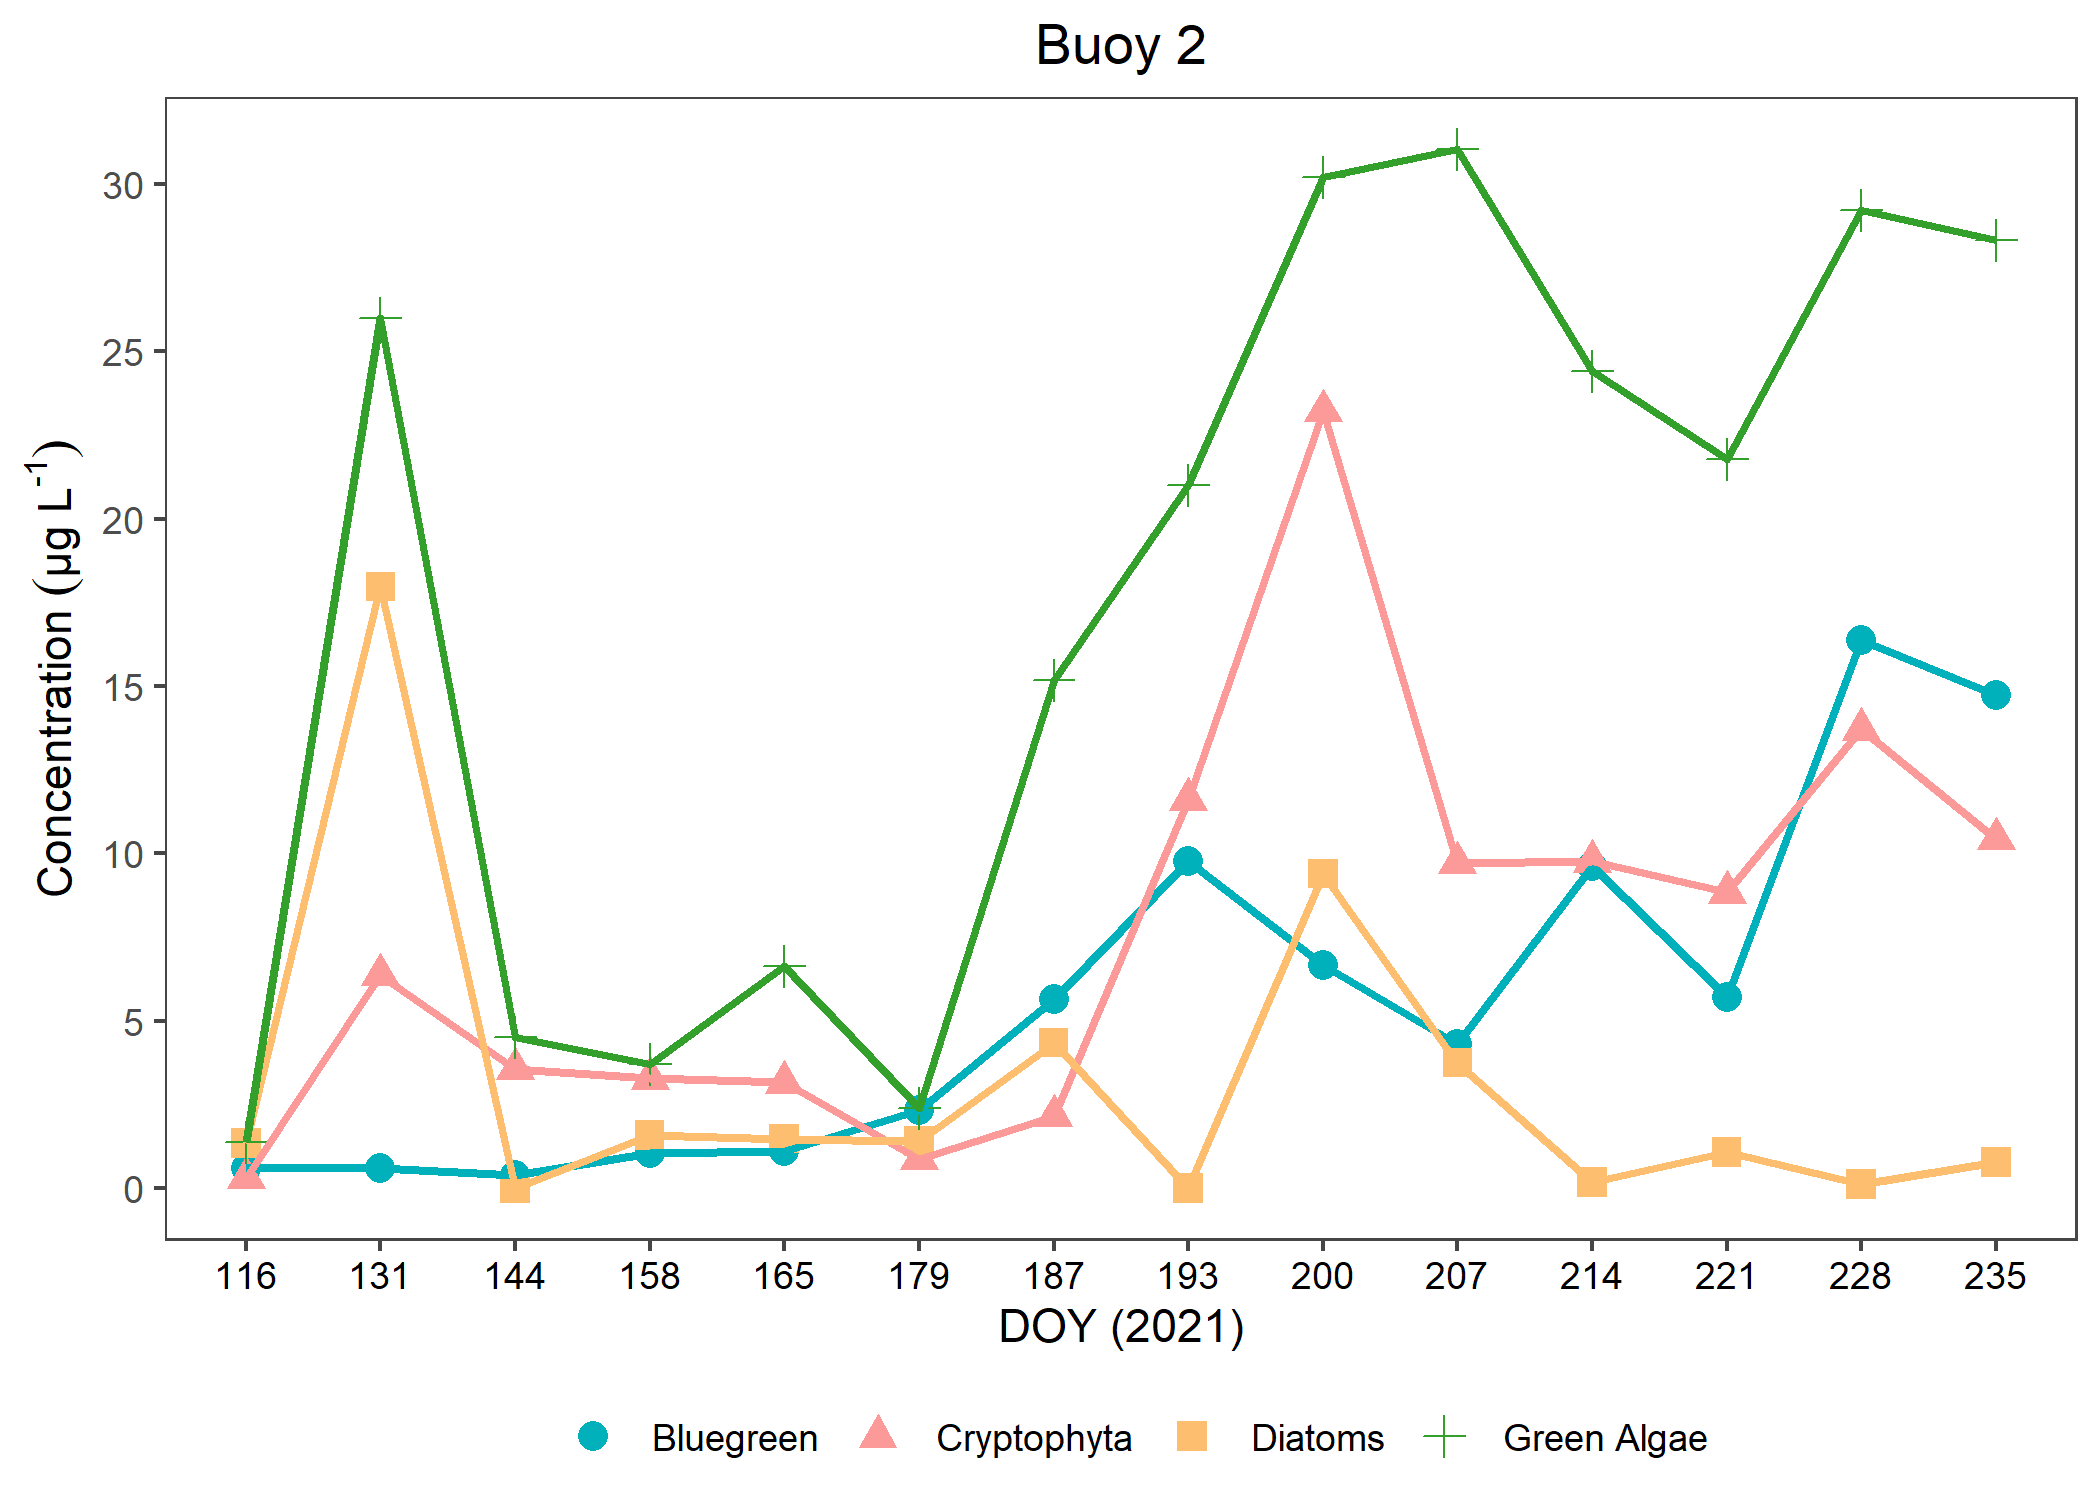 Buoy 2
Concentration (µg L⁻¹)
30
25
20
15
10
5
0
116 131 144 158 165 179 187 193 200 207 214 221 228 235
DOY (2021)
Bluegreen Cryptophyta Diatoms Green Algae